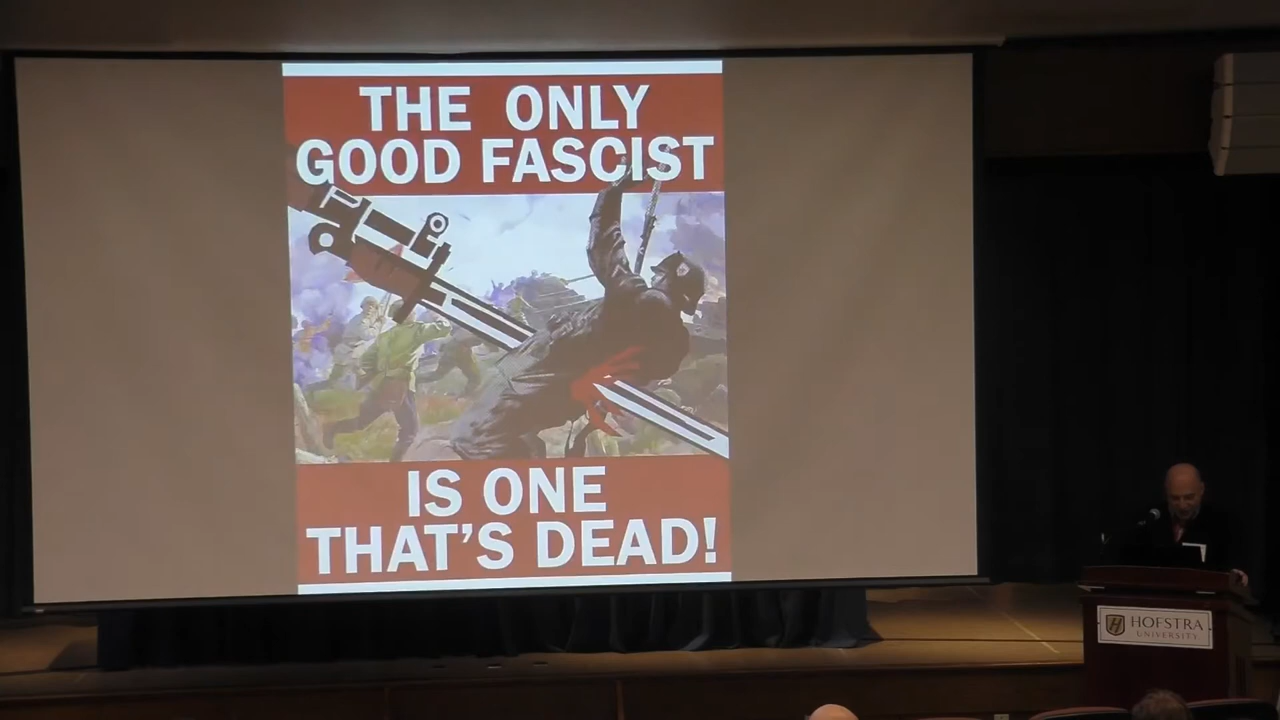 THE ONLY
GOOD FASCIST
IS ONE
THAT'S DEAD!
HOFSTRA
UNIVERSITY